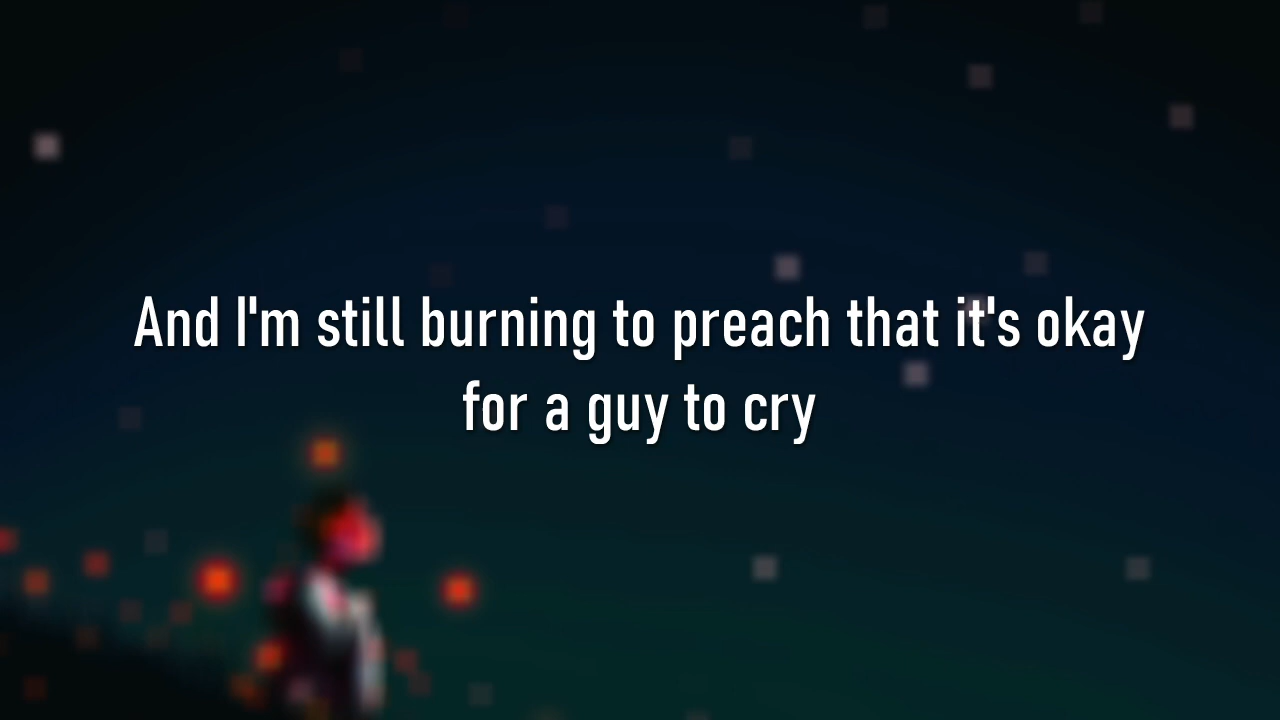 And I'm still burning to preach that it's okay
for a guy to cry